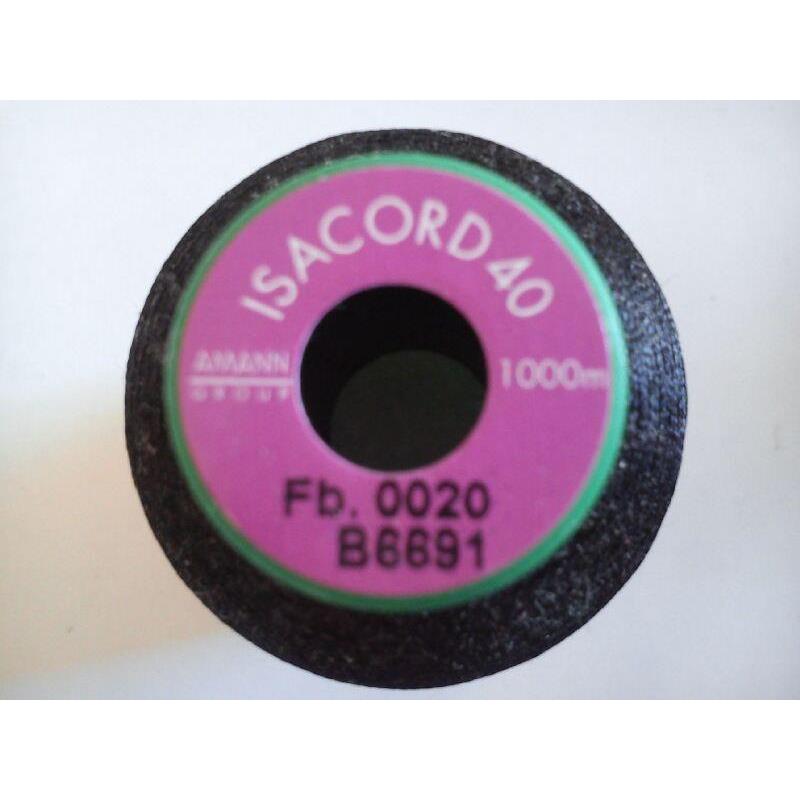 ISACORD 40
AMANN
GROUP
1000m
Fb. 0020
B6691